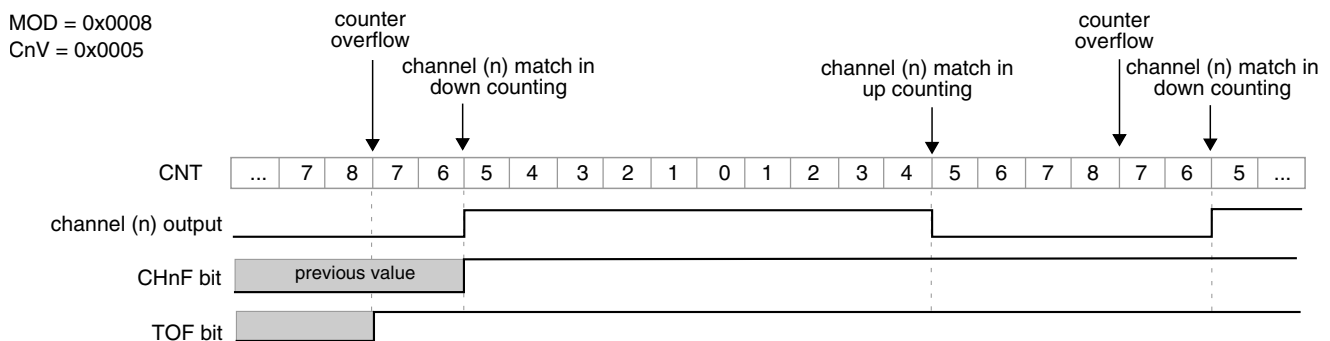 MOD = 0x0008
CnV = 0x0005
counter
overflow
channel (n) match in
down counting
channel (n) match in
up counting
counter
overflow
channel (n) match in
down counting
CNT ... 7 8 7 6 5 4 3 2 1 0 1 2 3 4 5 6 7 8 7 6 5 ...
channel (n) output
CHnF bit previous value
TOF bit